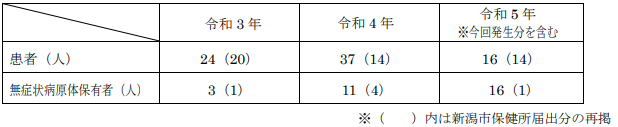 令和3年 令和4年 令和5年
※今回発生分を含む
患者（人） 24（20） 37（14） 16（14）
無症状病原体保有者（人） 3（1） 11（4） 16（1）
※（　　）内は新潟市保健所届出分の再掲